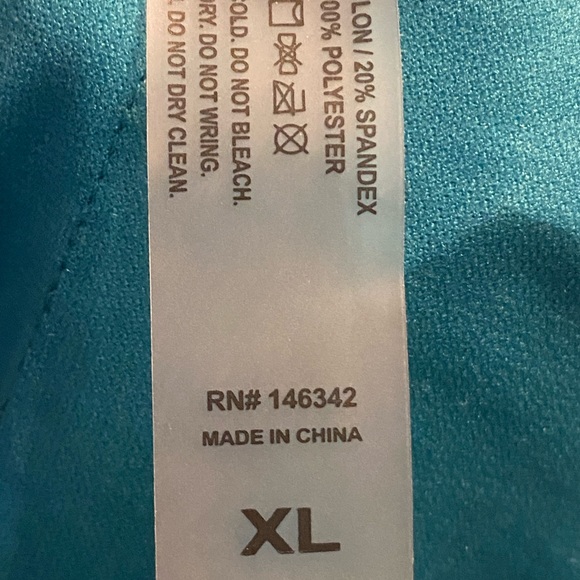 LON / 20% SPANDEX
00% POLYESTER
OLD. DO NOT BLEACH.
RY. DO NOT WRING.
. DO NOT DRY CLEAN.
RN# 146342
MADE IN CHINA
XL